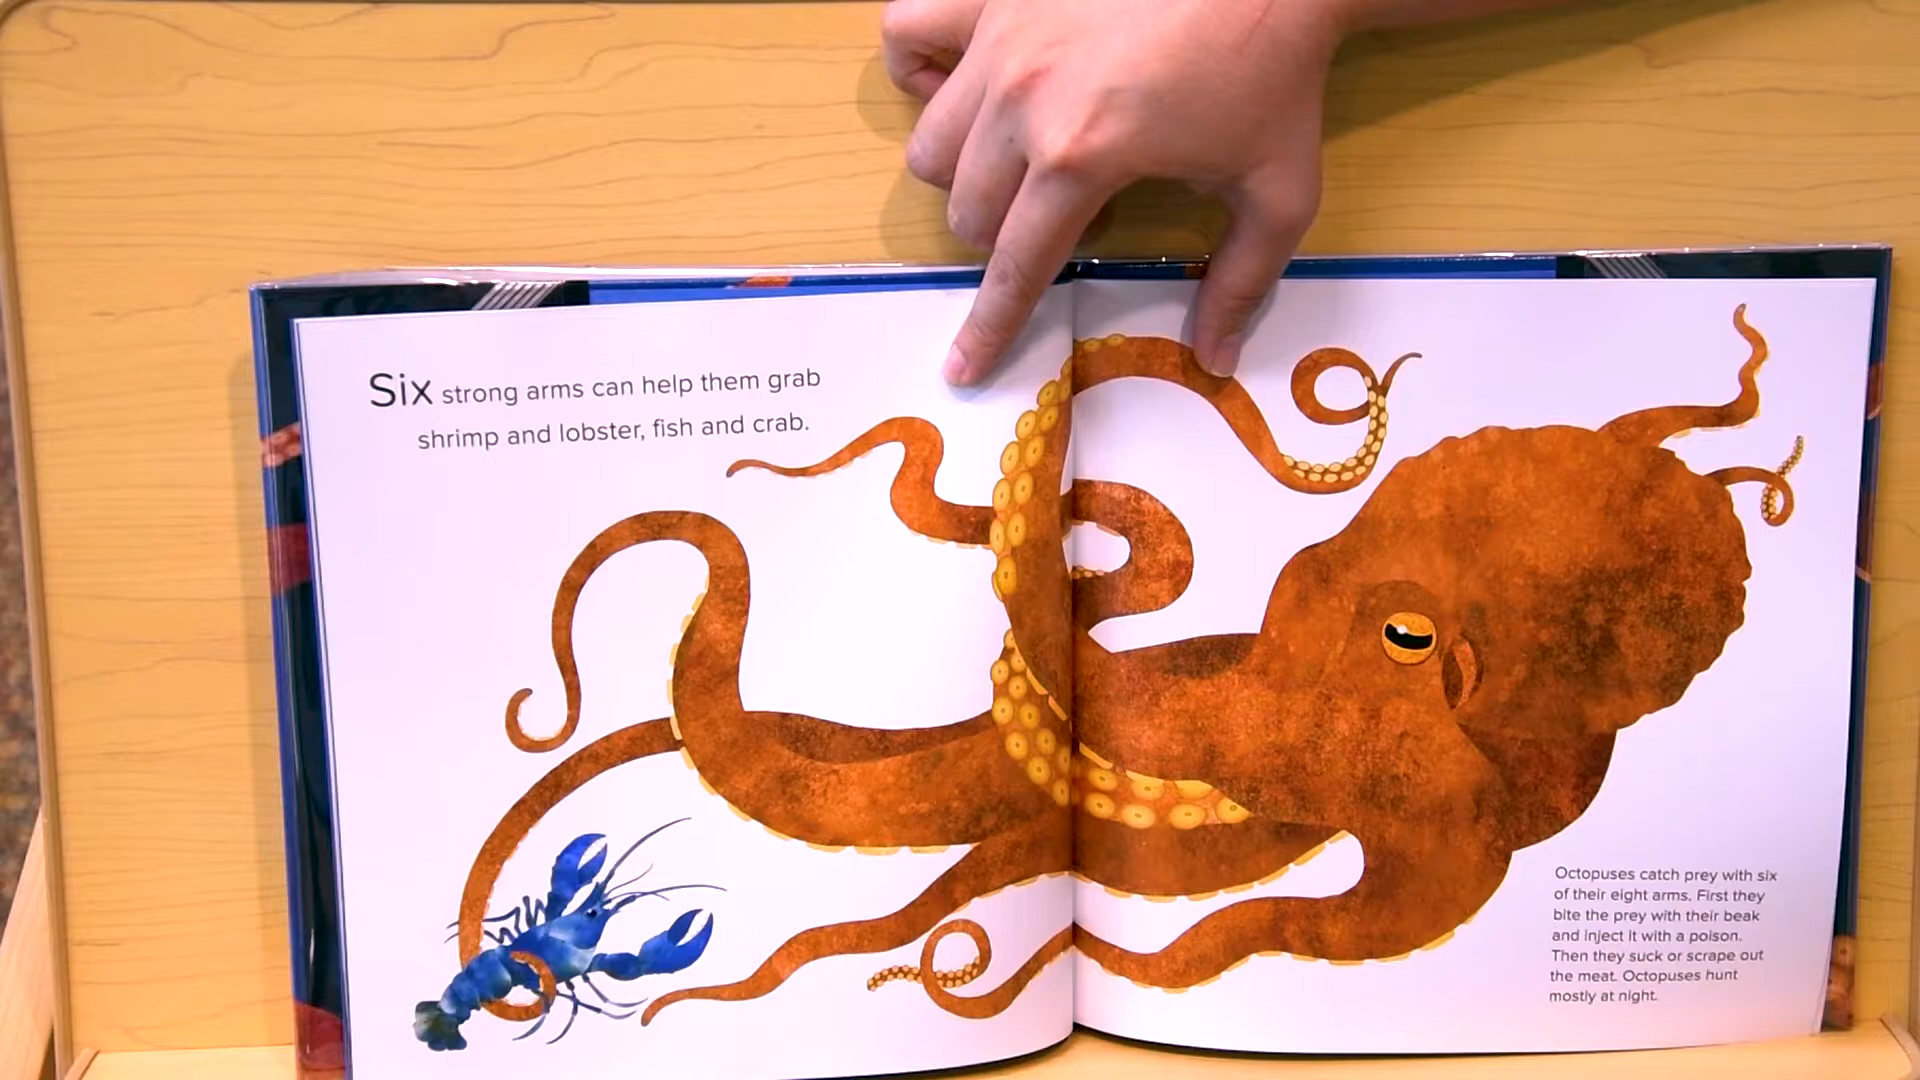 Six strong arms can help them grab
shrimp and lobster, fish and crab.
Octopuses catch prey with six
of their eight arms. First they
bite the prey with their beak
and inject it with a poison.
Then they suck or scrape out
the meat. Octopuses hunt
mostly at night.